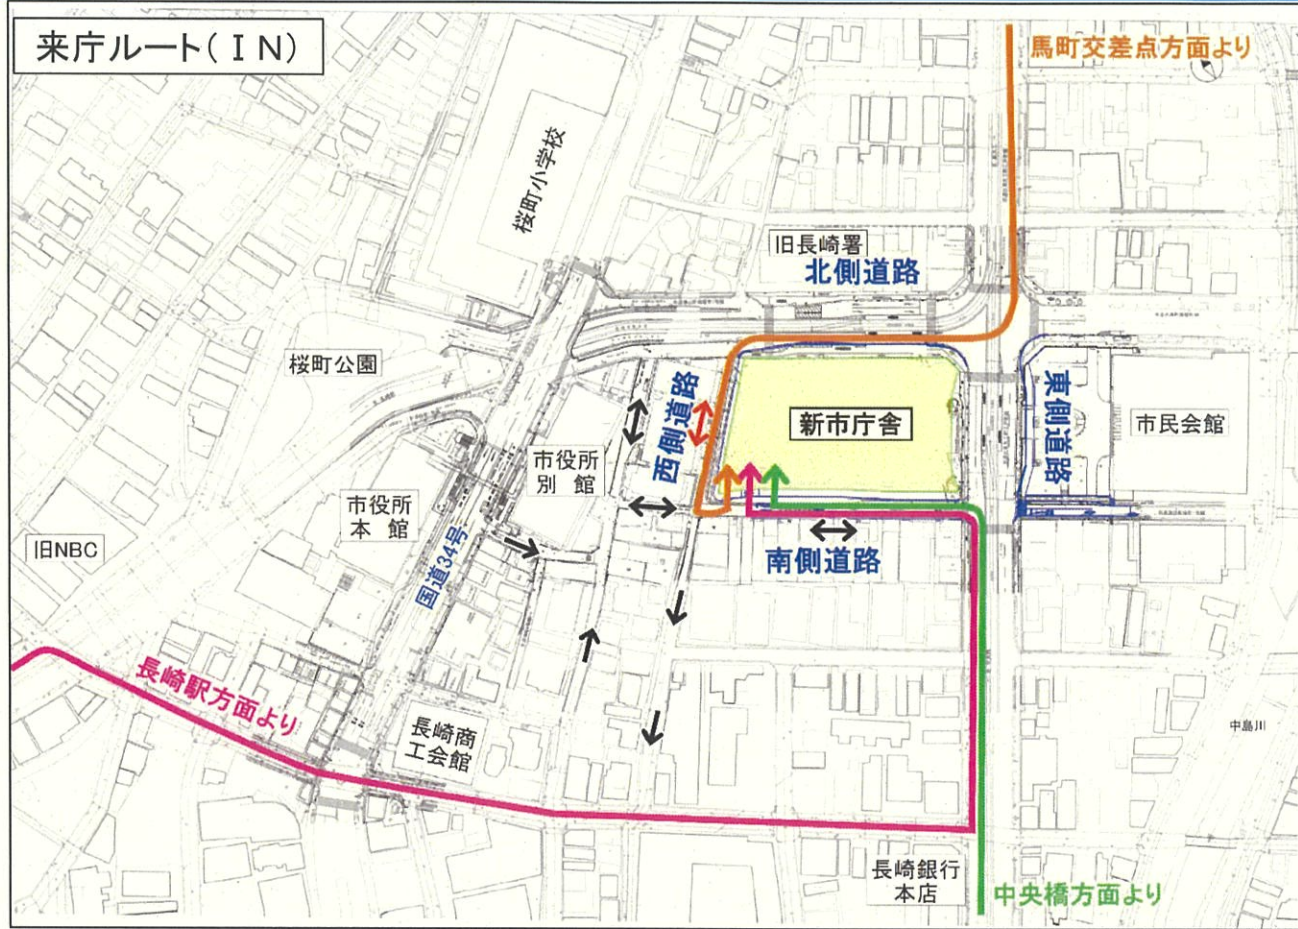 来庁ルート(IN)
馬町交差点方面より
桜町小学校
旧長崎署
北側道路
桜町公園
西側道路
新市庁舎
東側道路
市民会館
市役所
別館
市役所
本館
旧NBC
国道34号
南側道路
長崎駅方面より
長崎商
工会館
中島川
長崎銀行
本店
中央橋方面より